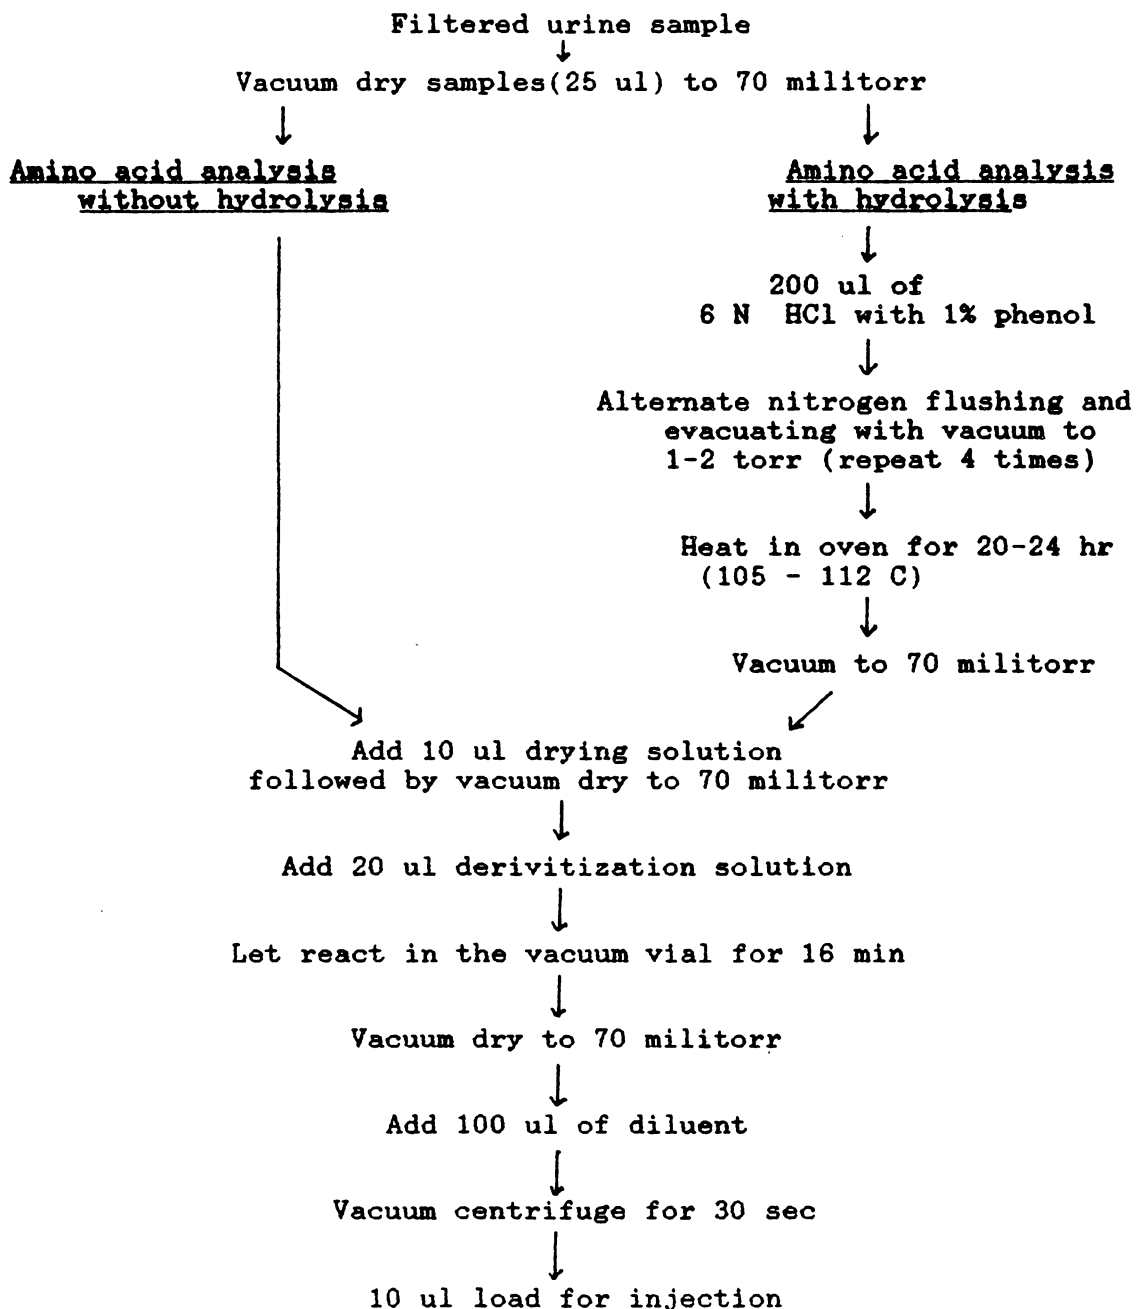 Filtered urine sample
Vacuum dry samples(25 ul) to 70 militorr
Amino acid analysis
without hydrolysis
Amino acid analysis
with hydrolysis
200 ul of
6 N HCl with 1% phenol
Alternate nitrogen flushing and
evacuating with vacuum to
1-2 torr (repeat 4 times)
Heat in oven for 20-24 hr
(105 - 112 C)
Vacuum to 70 militorr
Add 10 ul drying solution
followed by vacuum dry to 70 militorr
Add 20 ul derivitization solution
Let react in the vacuum vial for 16 min
Vacuum dry to 70 militorr
Add 100 ul of diluent
Vacuum centrifuge for 30 sec
10 ul load for injection